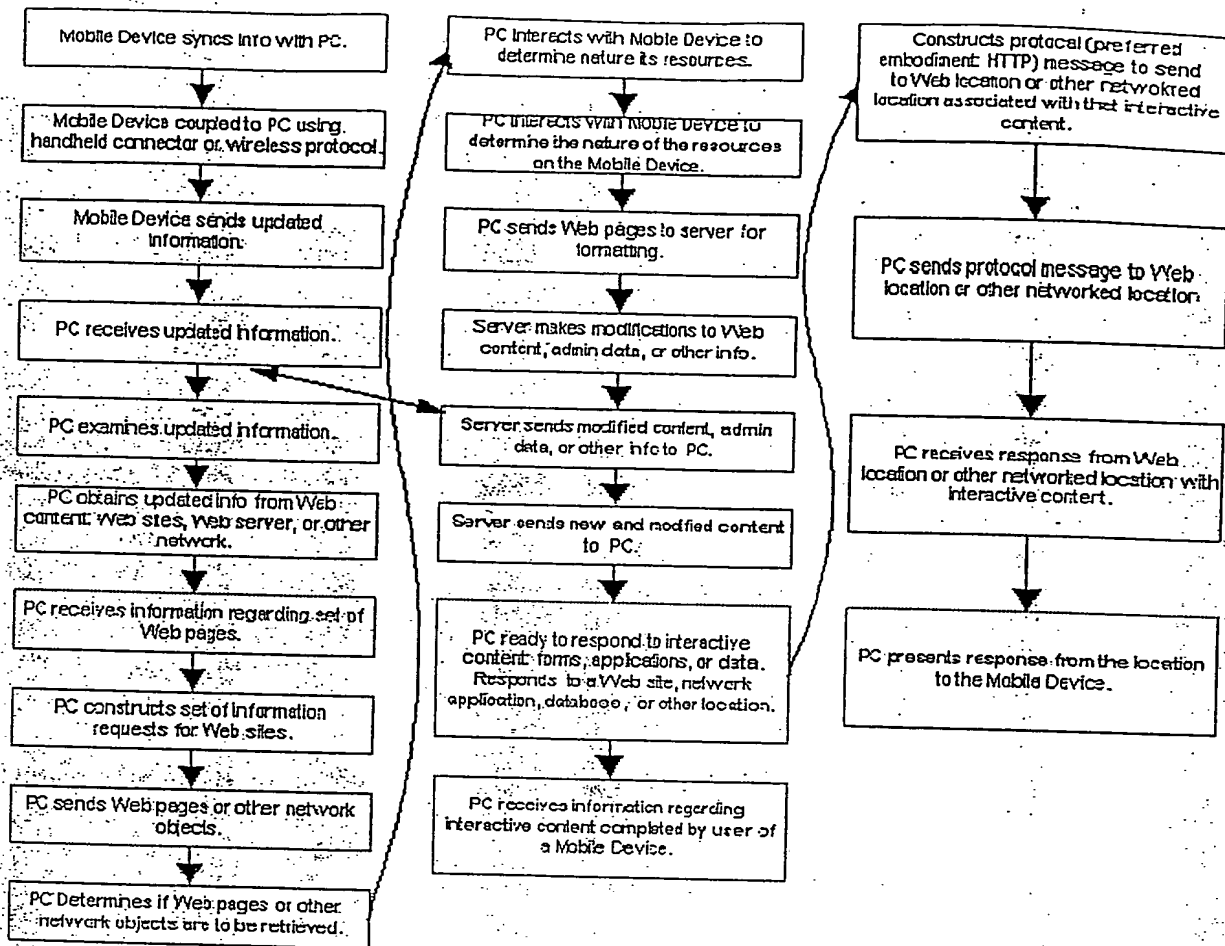 Mobile Device syncs info with PC.
Mobile Device coupled to PC using
handheld connector or wireless protocol.
Mobile Device sends updated
information.
PC receives updated information.
PC examines updated information.
PC obtains updated info from Web
content: Web sites, Web server, or other
network.
PC receives information regarding set of
Web pages.
PC constructs set of information
requests for Web sites.
PC sends Web pages or other network
objects.
PC Determines if Web pages or other
network objects are to be retrieved.
PC Interacts with Mobile Device to
determine nature its resources.
PC Interacts with Mobile Device to
determine the nature of the resources
on the Mobile Device.
PC sends Web pages to server for
formatting.
Server makes modifications to Web
content, admin data, or other info.
Server sends modified content, admin
data, or other info to PC.
Server sends new and modified content
to PC.
PC ready to respond to interactive
content: forms, applications, or data.
Responds to a Web site, network
application, database, or other location.
PC receives information regarding
interactive content completed by user of
a Mobile Device.
Constructs protocal (preferred
embodiment: HTTP) message to send
to Web location or other netwokred
location associated with that interactive
content.
PC sends protocol message to Web
location or other networked location
PC receives response from Web
location or other networked location with
interactive content.
PC presents response from the location
to the Mobile Device.